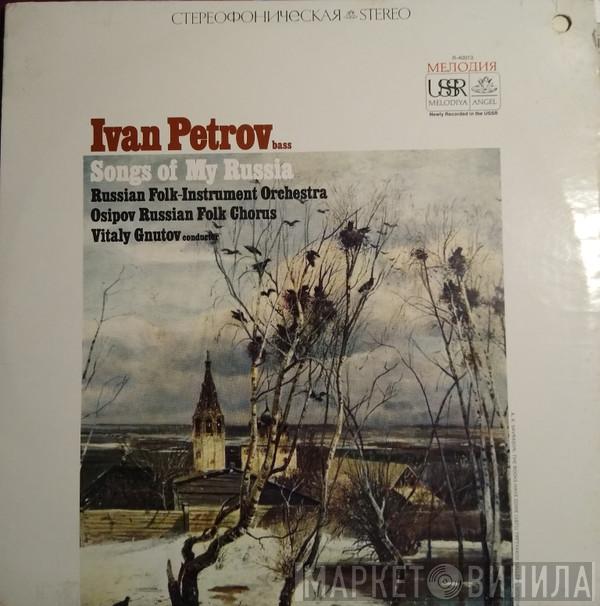 СТЕРЕОФОНИЧЕСКАЯ STEREO
МЕЛОДИЯ
USSR
MELODIYA ANGEL
Newly Recorded in the USSR
Ivan Petrov bass
Songs of My Russia
Russian Folk-Instrument Orchestra
Osipov Russian Folk Chorus
Vitaly Gnutov conductor
МАРКЕТ ВИНИЛА